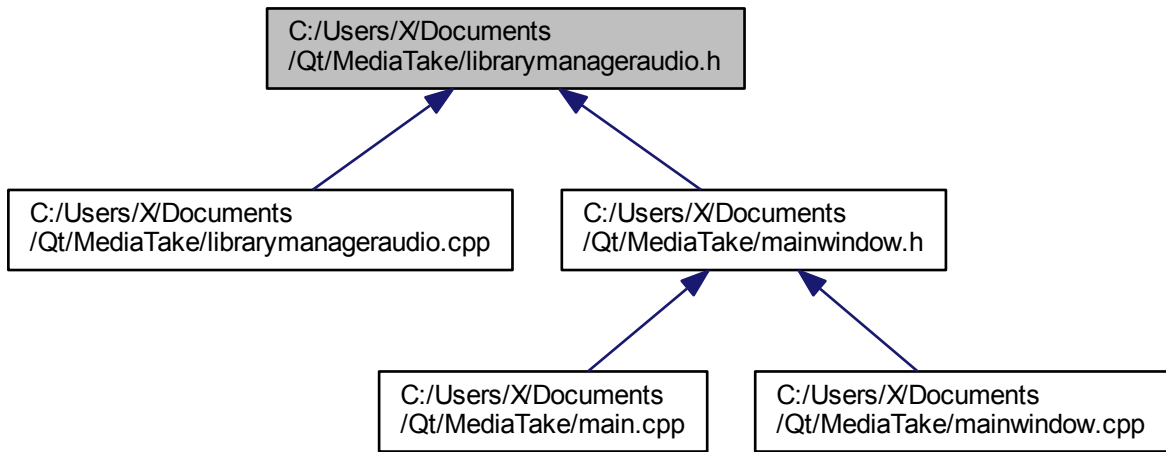 C:/Users/X/Documents
/Qt/MediaTake/librarymanageraudio.h
C:/Users/X/Documents
/Qt/MediaTake/librarymanageraudio.cpp
C:/Users/X/Documents
/Qt/MediaTake/mainwindow.h
C:/Users/X/Documents
/Qt/MediaTake/main.cpp
C:/Users/X/Documents
/Qt/MediaTake/mainwindow.cpp